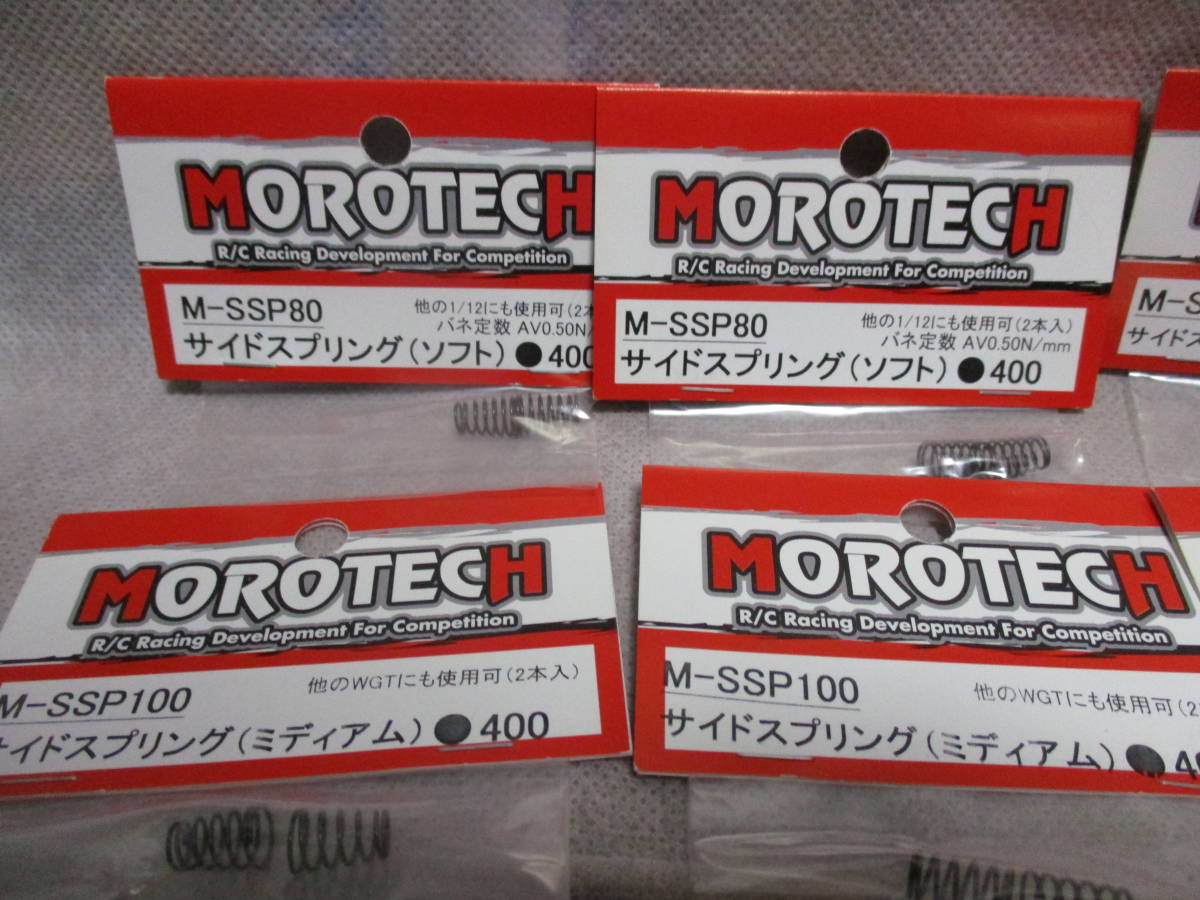 MOROTECH
R/C Racing Development For Competition
M-SSP80
他の1/12にも使用可(2本
バネ定数 AV0.50N/
サイドスプリング(ソフト) ●400
MOROTECH
R/C Racing Development For Competition
M-SSP80
他の1/12にも使用可(2本入)
バネ定数 AV0.50N/mm
サイドスプリング(ソフト) ●400
M-S
サイドス
MOROTECH
R/C Racing Development For Competition
M-SSP100
他のWGTにも使用可(2本入)
サイドスプリング(ミディアム) ●400
MOROTECH
R/C Racing Development For Competition
M-SSP100
他のWGTにも使用可(2
サイドスプリング(ミディアム) ●4